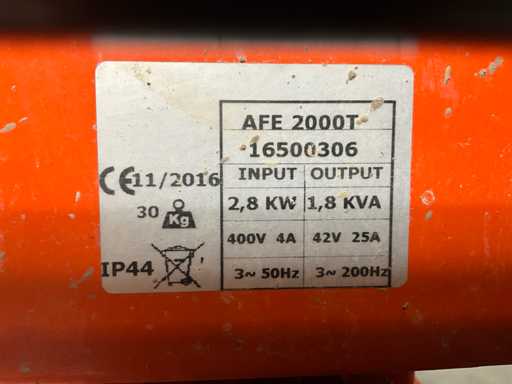 AFE 2000T
16500306
INPUT OUTPUT
CE 11/2016
2,8 KW 1,8 KVA
30 Kg
400V 4A 42V 25A
IP44
3~ 50Hz 3~ 200Hz